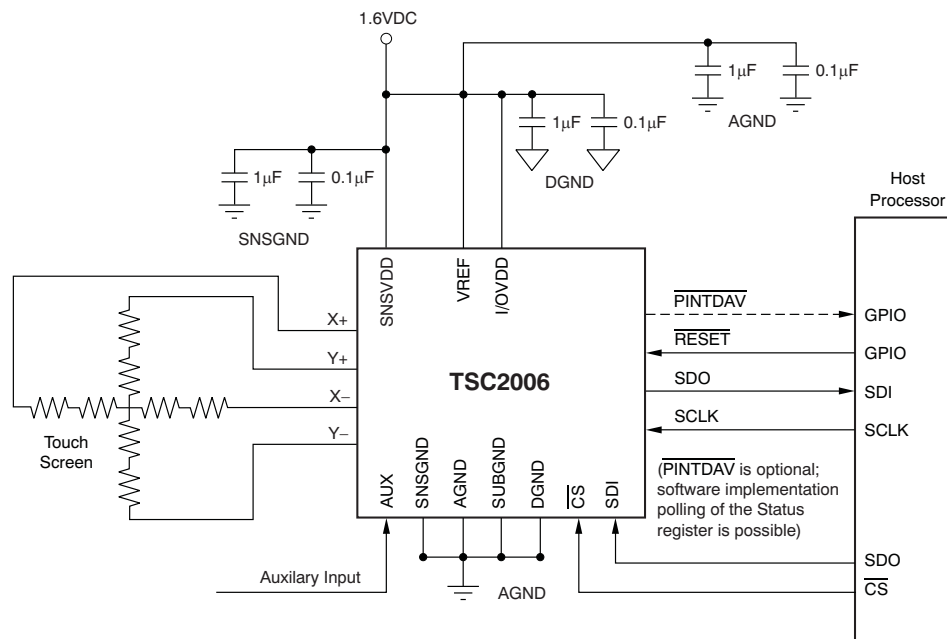 1.6VDC
1µF
0.1µF
AGND
1µF
0.1µF
DGND
1µF
0.1µF
SNSGND
Host
Processor
SNSVDD
VREF
I/OVDD
X+
Y+
X–
Y–
Touch
Screen
TSC2006
PINTDAV
GPIO
RESET
GPIO
SDO
SDI
SCLK
SCLK
AUX
SNSGND
AGND
SUBGND
DGND
CS
SDI
(PINTDAV is optional;
software implementation
polling of the Status
register is possible)
SDO
CS
Auxilary Input
AGND